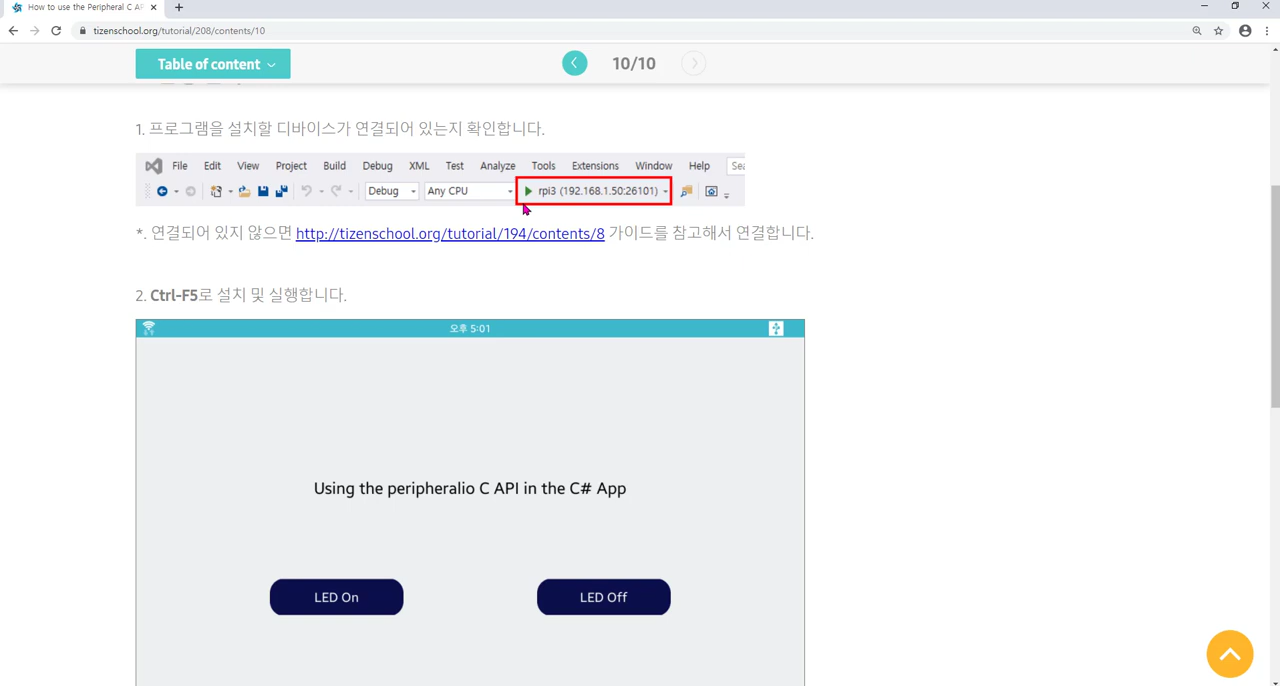 How to use the Peripheral C AP
tizenschool.org/tutorial/208/contents/10
Table of content
10/10
1. 프로그램을 설치할 디바이스가 연결되어 있는지 확인합니다.
File Edit View Project Build Debug XML Test Analyze Tools Extensions Window Help Sea
Debug Any CPU rpi3 (192.168.1.50:26101)
*. 연결되어 있지 않으면 http://tizenschool.org/tutorial/194/contents/8 가이드를 참고해서 연결합니다.
2. Ctrl-F5로 설치 및 실행합니다.
오후 5:01
Using the peripheralio C API in the C# App
LED On LED Off